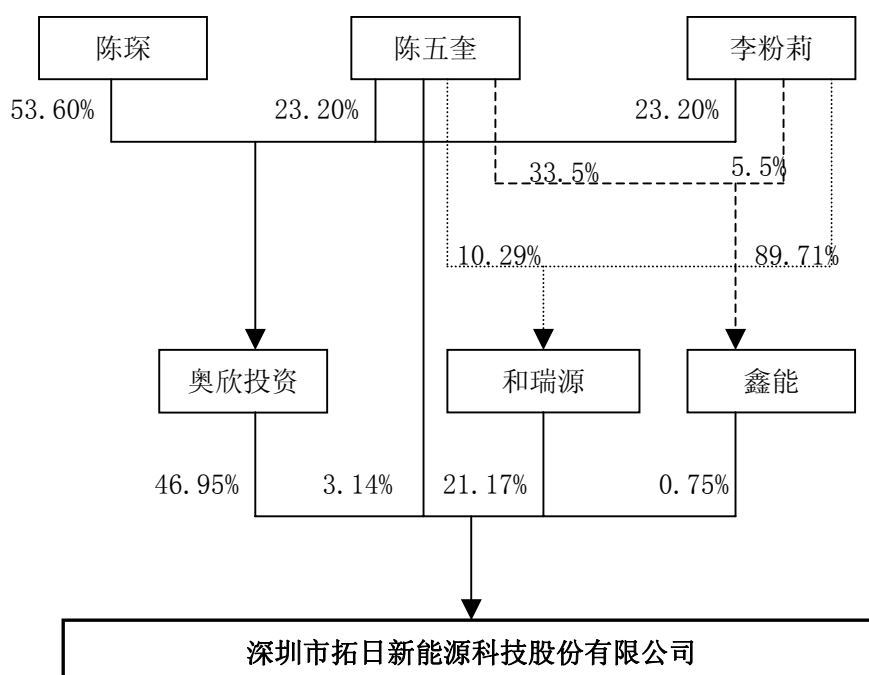 陈琛 陈五奎 李粉莉
53.60% 23.20% 23.20%
33.5% 5.5%
10.29% 89.71%
奥欣投资 和瑞源 鑫能
46.95% 3.14% 21.17% 0.75%
深圳市拓日新能源科技股份有限公司